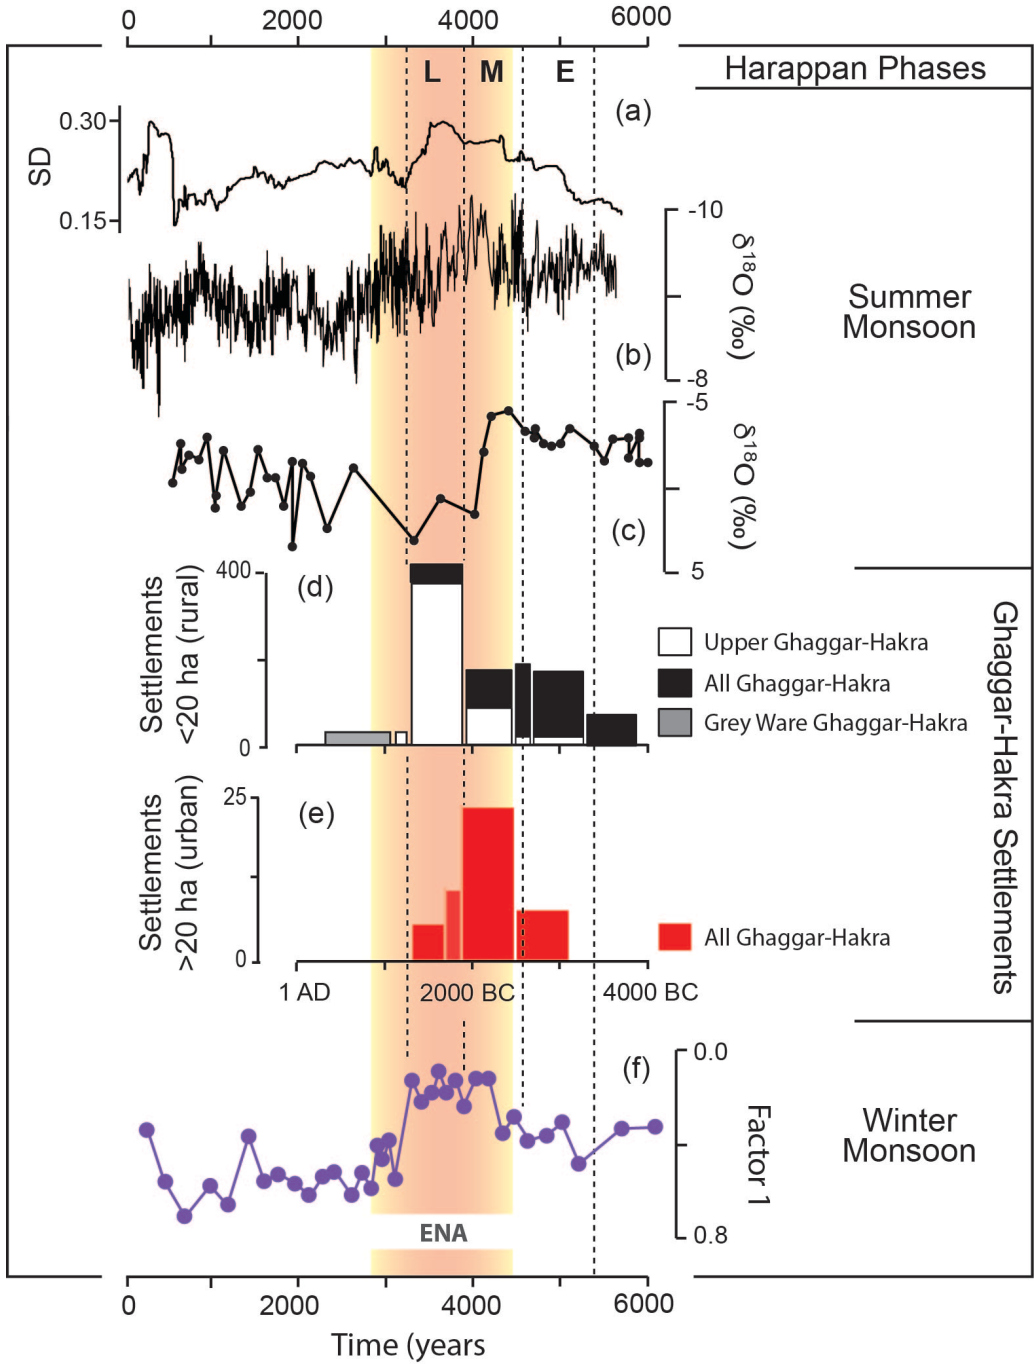 0 2000 4000 6000
L M E Harappan Phases
(a)
0.30
SD
0.15
-10
δ18O (‰)
Summer
Monsoon
(b)
-8
-5
δ18O (‰)
(c)
5
400
(d)
Settlements
<20 ha (rural)
0
Upper Ghaggar-Hakra
All Ghaggar-Hakra
Grey Ware Ghaggar-Hakra
Ghaggar-Hakra Settlements
25
(e)
Settlements
>20 ha (urban)
0
All Ghaggar-Hakra
1 AD 2000 BC 4000 BC
0.0
(f)
Factor 1
Winter
Monsoon
0.8
ENA
0 2000 4000 6000
Time (years